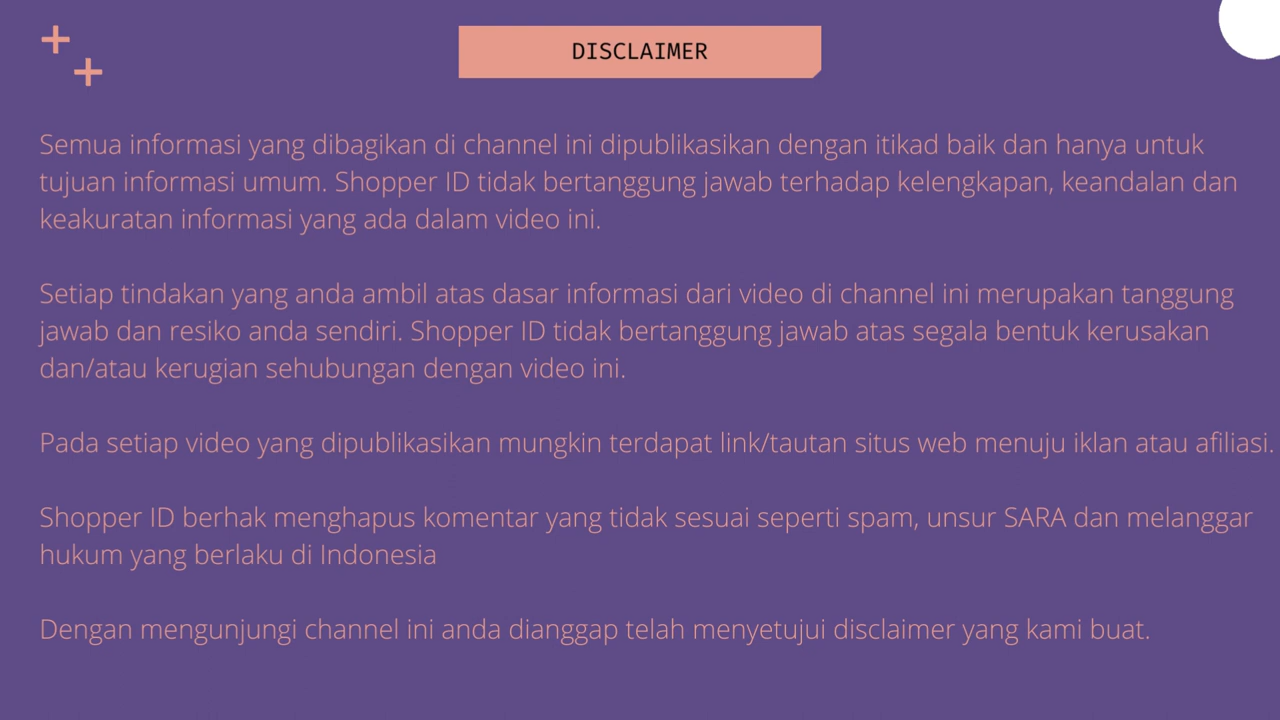 DISCLAIMER
Semua informasi yang dibagikan di channel ini dipublikasikan dengan itikad baik dan hanya untuk
tujuan informasi umum. Shopper ID tidak bertanggung jawab terhadap kelengkapan, keandalan dan
keakuratan informasi yang ada dalam video ini.
Setiap tindakan yang anda ambil atas dasar informasi dari video di channel ini merupakan tanggung
jawab dan resiko anda sendiri. Shopper ID tidak bertanggung jawab atas segala bentuk kerusakan
dan/atau kerugian sehubungan dengan video ini.
Pada setiap video yang dipublikasikan mungkin terdapat link/tautan situs web menuju iklan atau afiliasi.
Shopper ID berhak menghapus komentar yang tidak sesuai seperti spam, unsur SARA dan melanggar
hukum yang berlaku di Indonesia
Dengan mengunjungi channel ini anda dianggap telah menyetujui disclaimer yang kami buat.